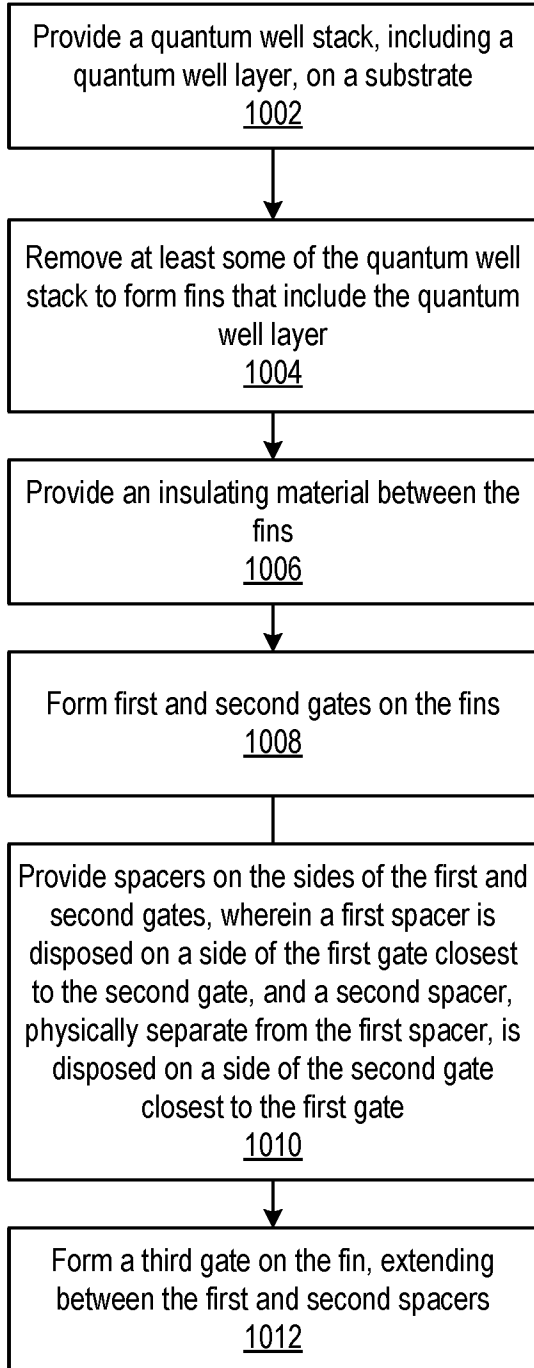 Provide a quantum well stack, including a
quantum well layer, on a substrate
1002
Remove at least some of the quantum well
stack to form fins that include the quantum
well layer
1004
Provide an insulating material between the
fins
1006
Form first and second gates on the fins
1008
Provide spacers on the sides of the first and
second gates, wherein a first spacer is
disposed on a side of the first gate closest
to the second gate, and a second spacer,
physically separate from the first spacer, is
disposed on a side of the second gate
closest to the first gate
1010
Form a third gate on the fin, extending
between the first and second spacers
1012